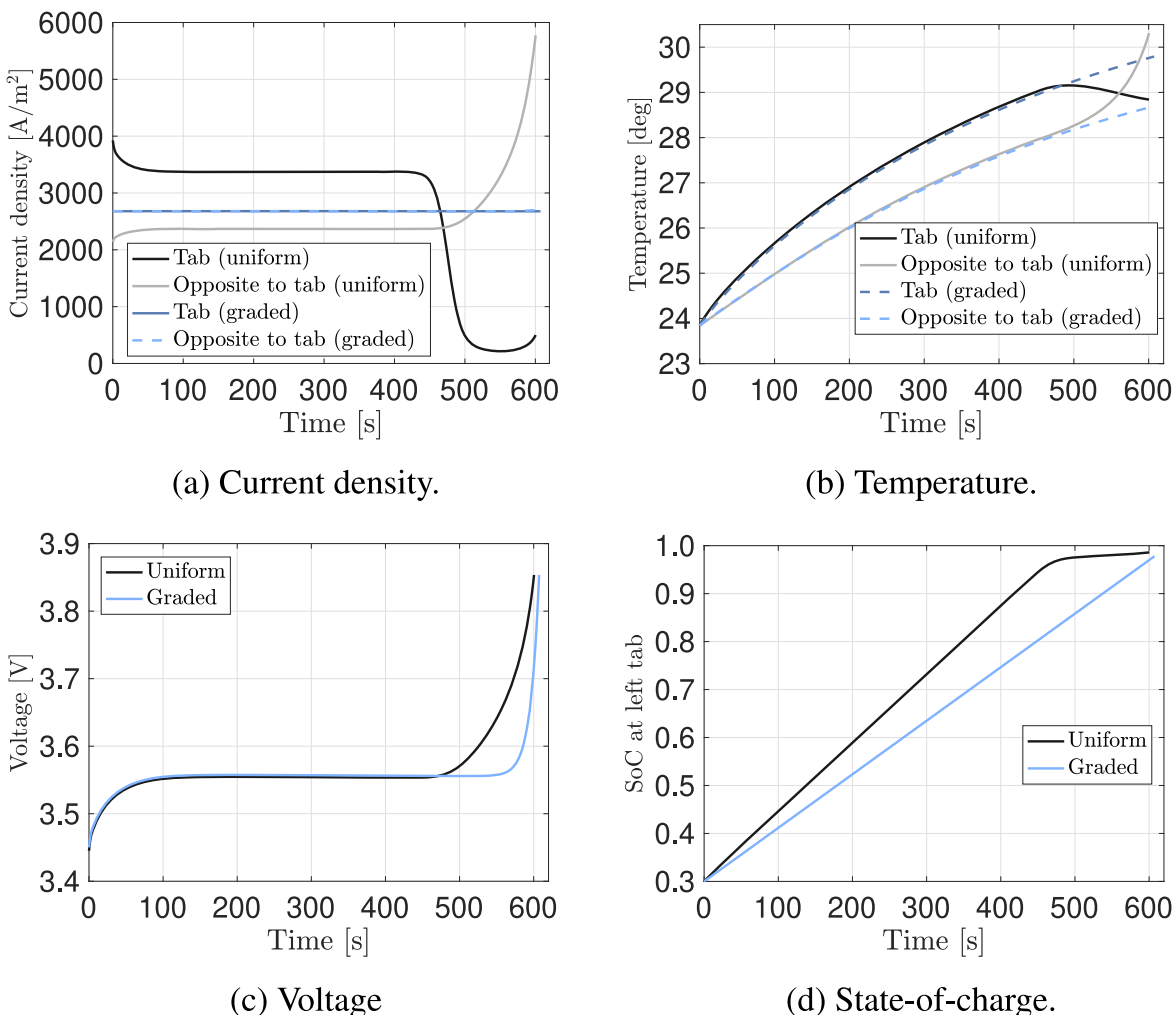 6000
5000
4000
3000
2000
1000
0
Current density [A/m²]
Tab (uniform)
Opposite to tab (uniform)
Tab (graded)
Opposite to tab (graded)
0 100 200 300 400 500 600
Time [s]
(a) Current density.
30
29
28
27
26
25
24
23
Temperature [deg]
Tab (uniform)
Opposite to tab (uniform)
Tab (graded)
Opposite to tab (graded)
0 100 200 300 400 500 600
Time [s]
(b) Temperature.
3.9
3.8
3.7
3.6
3.5
3.4
Voltage [V]
Uniform
Graded
0 100 200 300 400 500 600
Time [s]
(c) Voltage
1.0
0.9
0.8
0.7
0.6
0.5
0.4
0.3
SoC at left tab
Uniform
Graded
0 100 200 300 400 500 600
Time [s]
(d) State-of-charge.